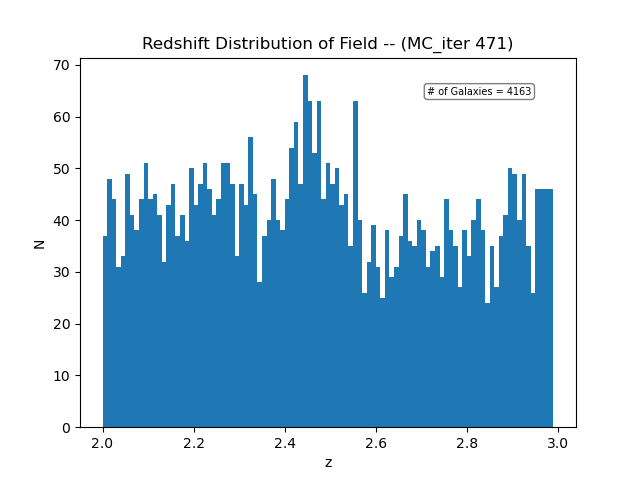 Redshift Distribution of Field -- (MC_iter 471)
# of Galaxies = 4163
70
60
50
40
30
20
10
0
N
2.0 2.2 2.4 2.6 2.8 3.0
z